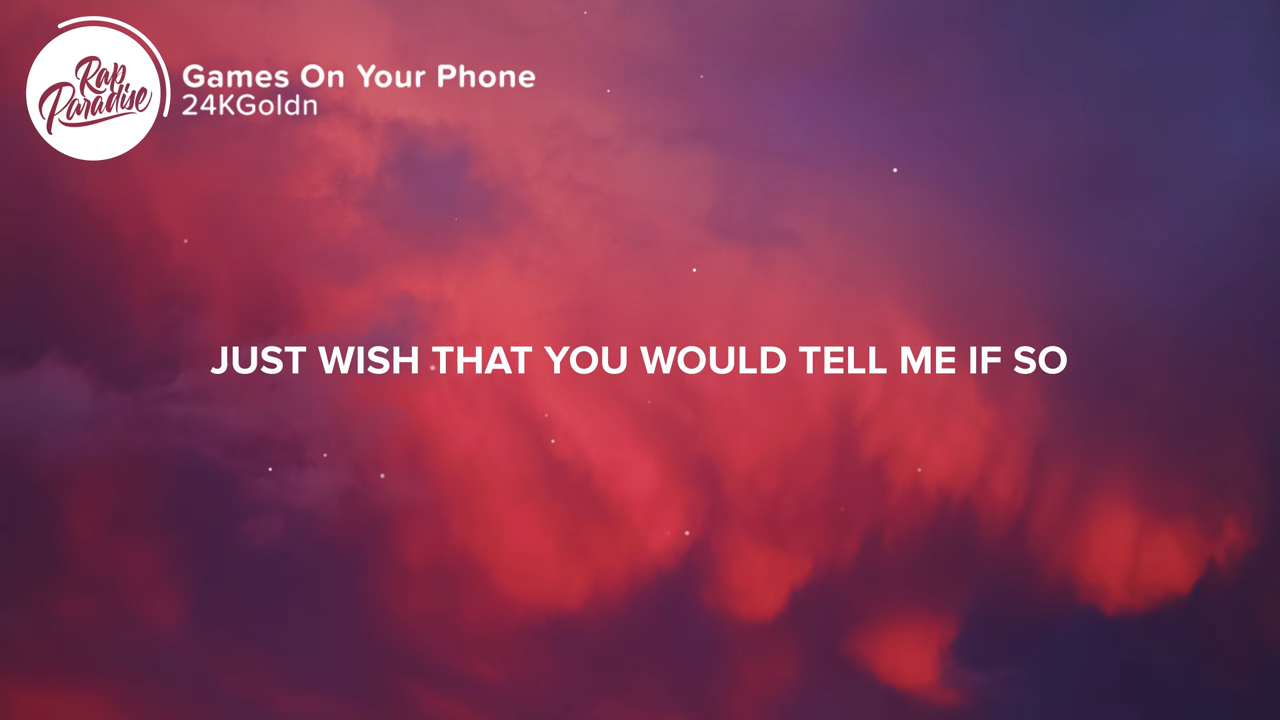 Rap
Paradise
Games On Your Phone
24KGoldn
JUST WISH THAT YOU WOULD TELL ME IF SO